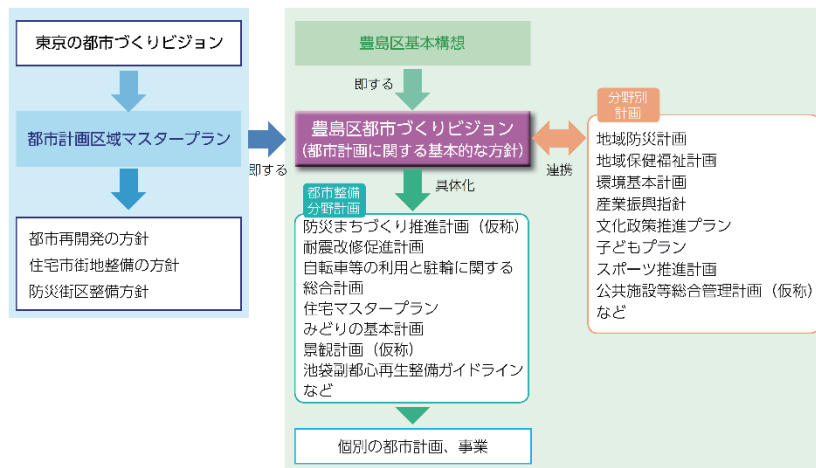 東京の都市づくりビジョン
都市計画区域マスタープラン
都市再開発の方針
住宅市街地整備の方針
防災街区整備方針
即する
豊島区基本構想
即する
豊島区都市づくりビジョン
(都市計画に関する基本的な方針)
具体化
都市整備
分野計画
防災まちづくり推進計画（仮称）
耐震改修促進計画
自転車等の利用と駐輪に関する
総合計画
住宅マスタープラン
みどりの基本計画
景観計画（仮称）
池袋副都心再生整備ガイドライン
など
個別の都市計画、事業
連携
分野別
計画
地域防災計画
地域保健福祉計画
環境基本計画
産業振興指針
文化政策推進プラン
子どもプラン
スポーツ推進計画
公共施設等総合管理計画（仮称）
など